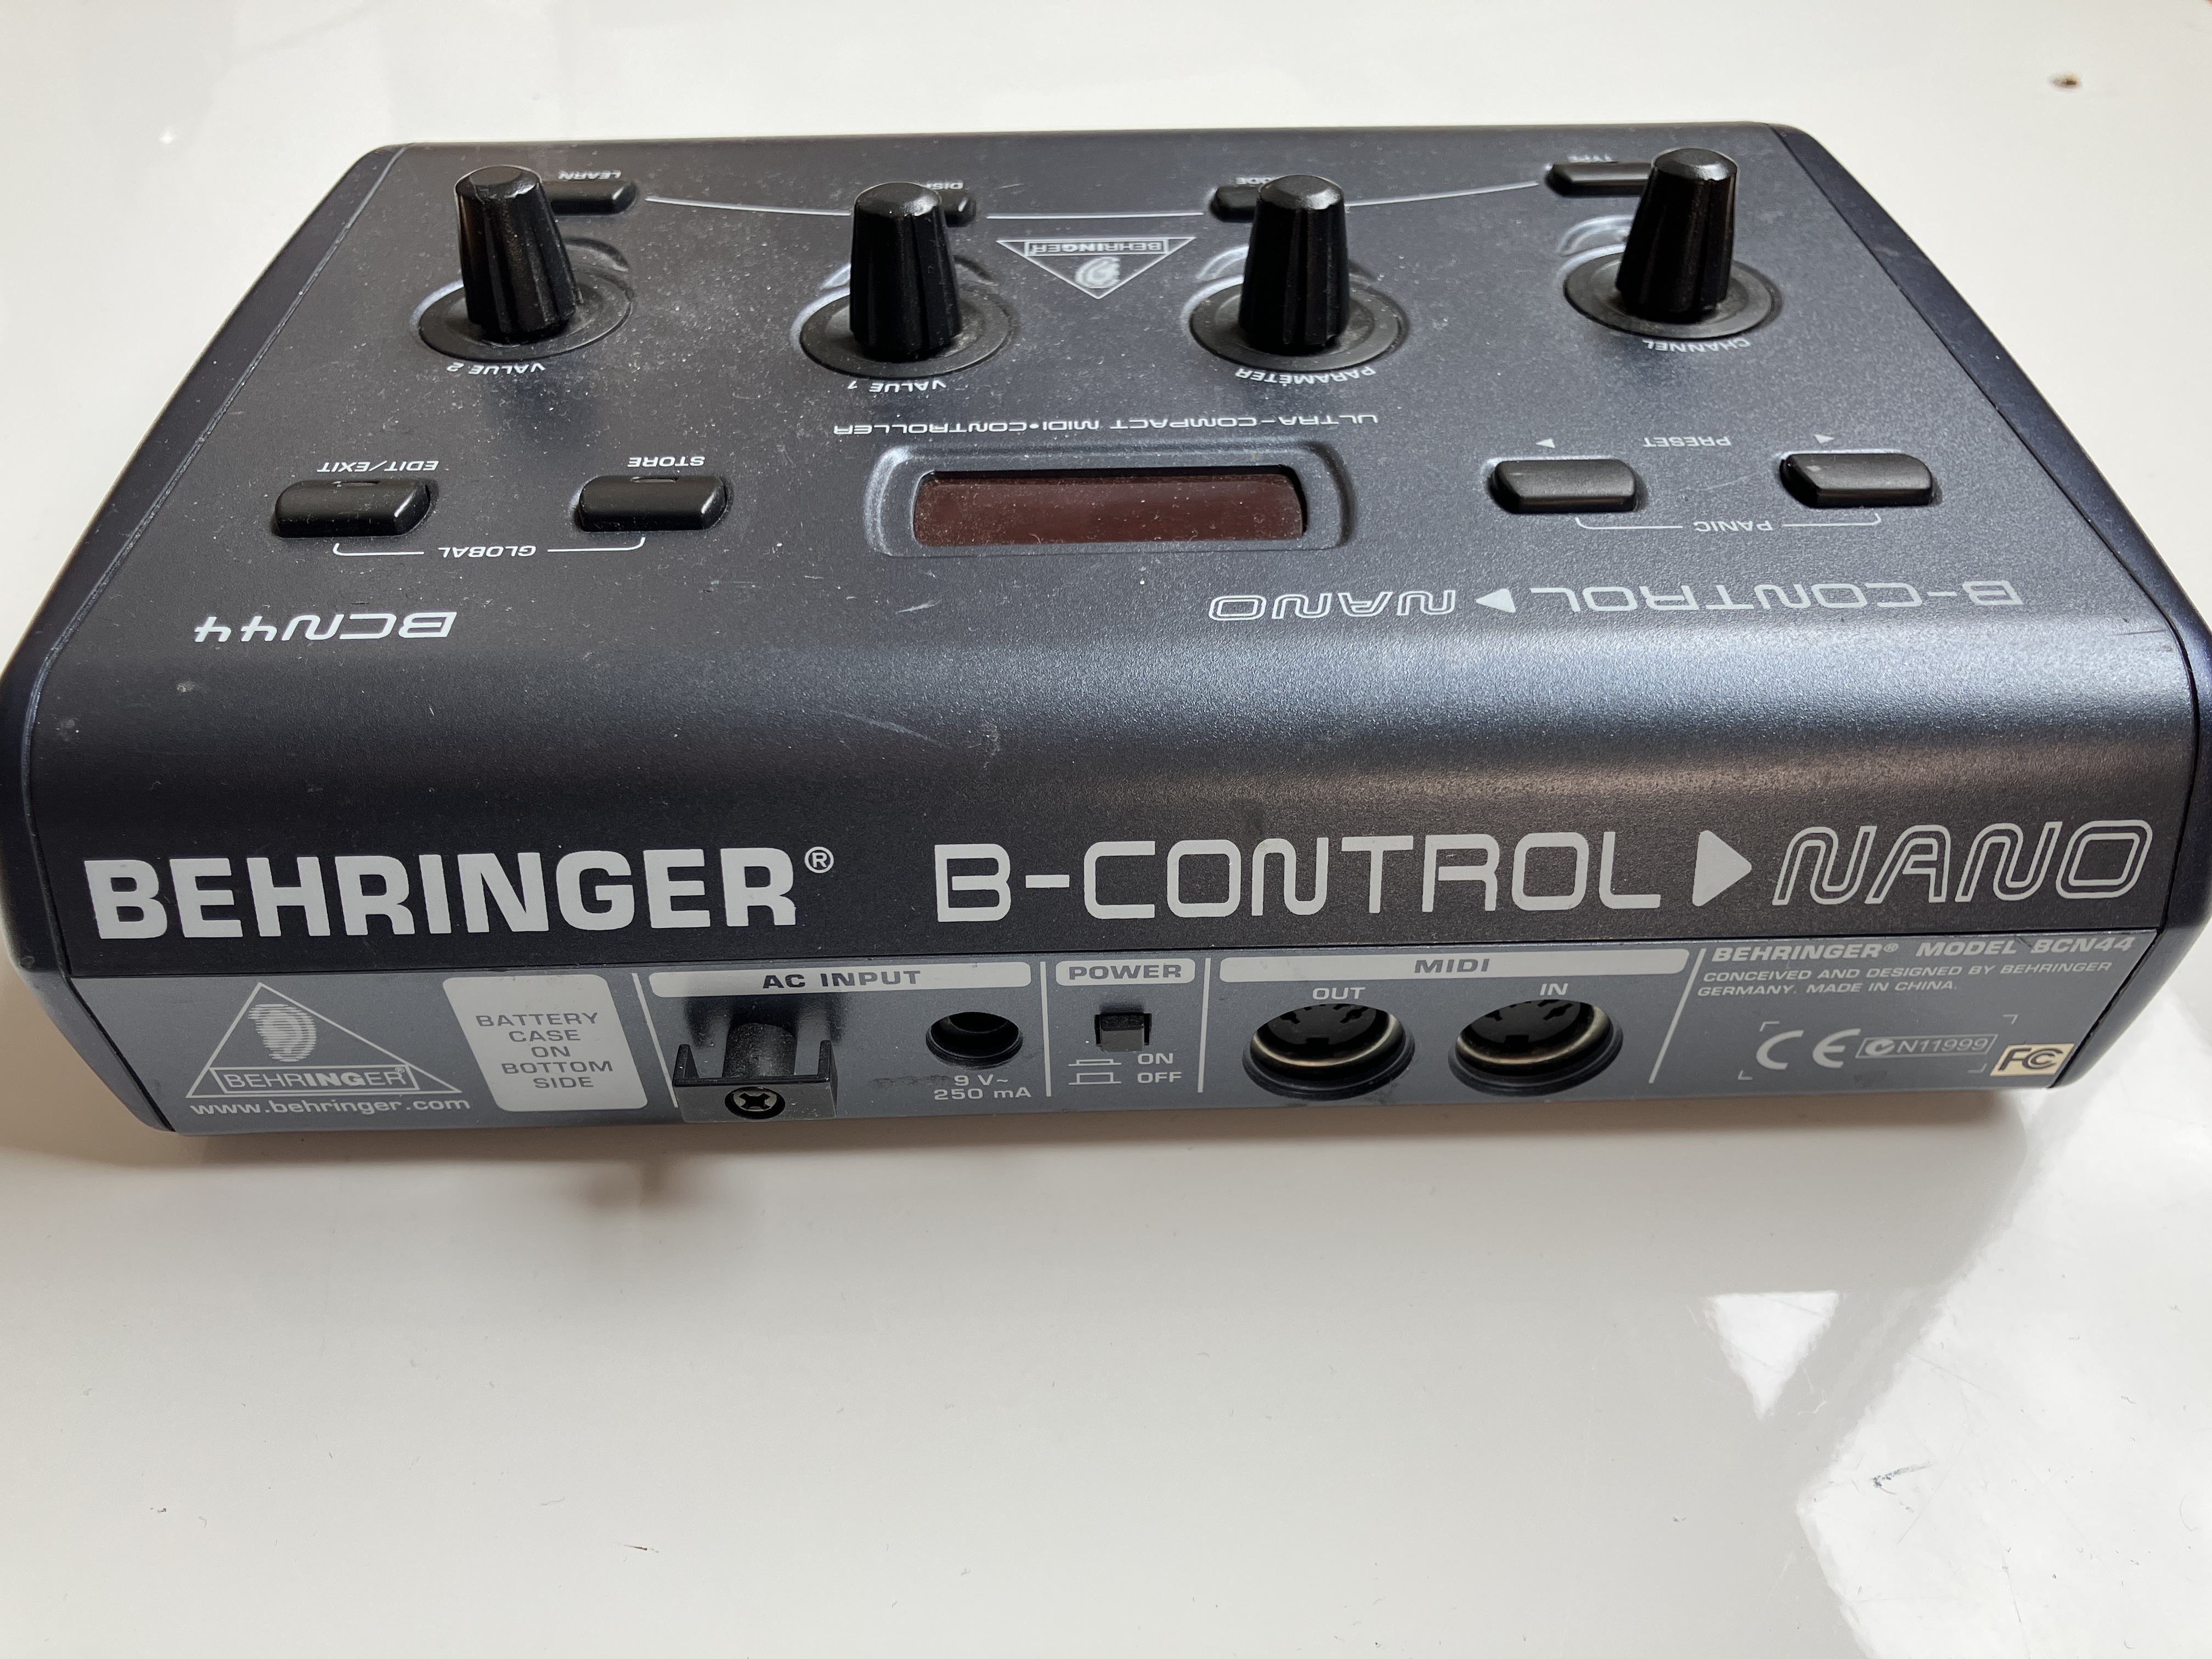 LEARN
TYPE
BEHRINGER
VALUE 2
VALUE 1
PARAMETER
CHANNEL
ULTRA-COMPACT MIDI•CONTROLLER
EDIT/EXIT
STORE
PRESET
GLOBAL
PANIC
BCN44
B-CONTROL NANO
BEHRINGER® B-CONTROL NANO
BEHRINGER
www.behringer.com
BATTERY
CASE
ON
BOTTOM
SIDE
AC INPUT
9 V~
250 mA
POWER
ON
OFF
MIDI
OUT
IN
BEHRINGER® MODEL BCN44
CONCEIVED AND DESIGNED BY BEHRINGER
GERMANY. MADE IN CHINA.
CE N11999 FC